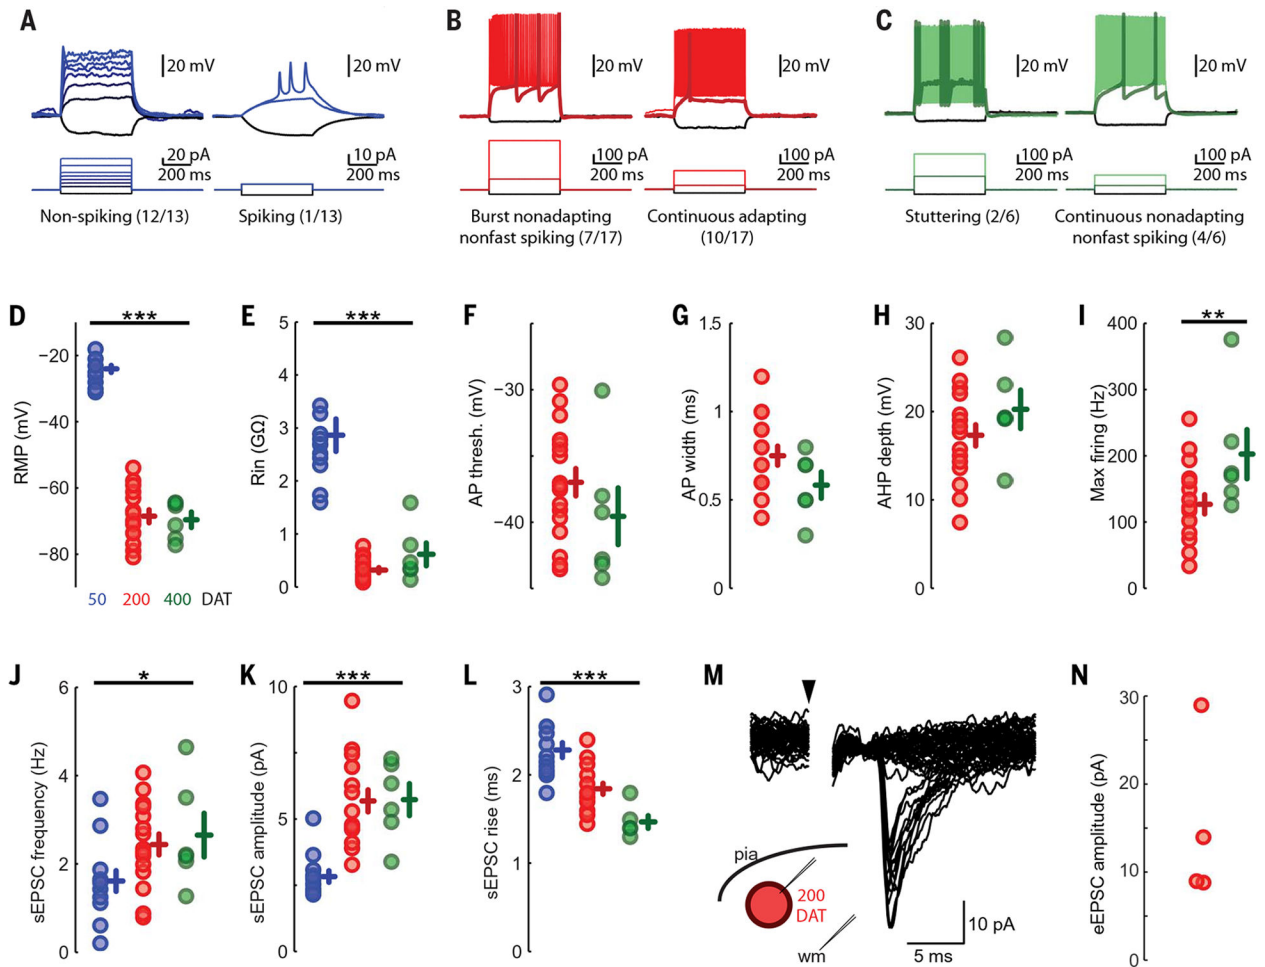 A
20 mV
20 mV
20 pA
200 ms
10 pA
200 ms
Non-spiking (12/13)
Spiking (1/13)
B
20 mV
20 mV
100 pA
200 ms
100 pA
200 ms
Burst nonadapting
nonfast spiking (7/17)
Continuous adapting
(10/17)
C
20 mV
20 mV
100 pA
200 ms
100 pA
200 ms
Stuttering (2/6)
Continuous nonadapting
nonfast spiking (4/6)
D
***
RMP (mV)
−20
−40
−60
−80
50 200 400 DAT
E
***
Rin (GΩ)
5
4
3
2
1
0
F
AP thresh. (mV)
−30
−40
G
AP width (ms)
1.5
1
0.5
0
H
AHP depth (mV)
30
20
10
0
I
**
Max firing (Hz)
400
300
200
100
0
J
*
sEPSC frequency (Hz)
6
4
2
0
K
***
sEPSC amplitude (pA)
10
5
0
L
***
sEPSC rise (ms)
3
2
1
0
M
pia
200
DAT
wm
10 pA
5 ms
N
eEPSC amplitude (pA)
30
20
10
0